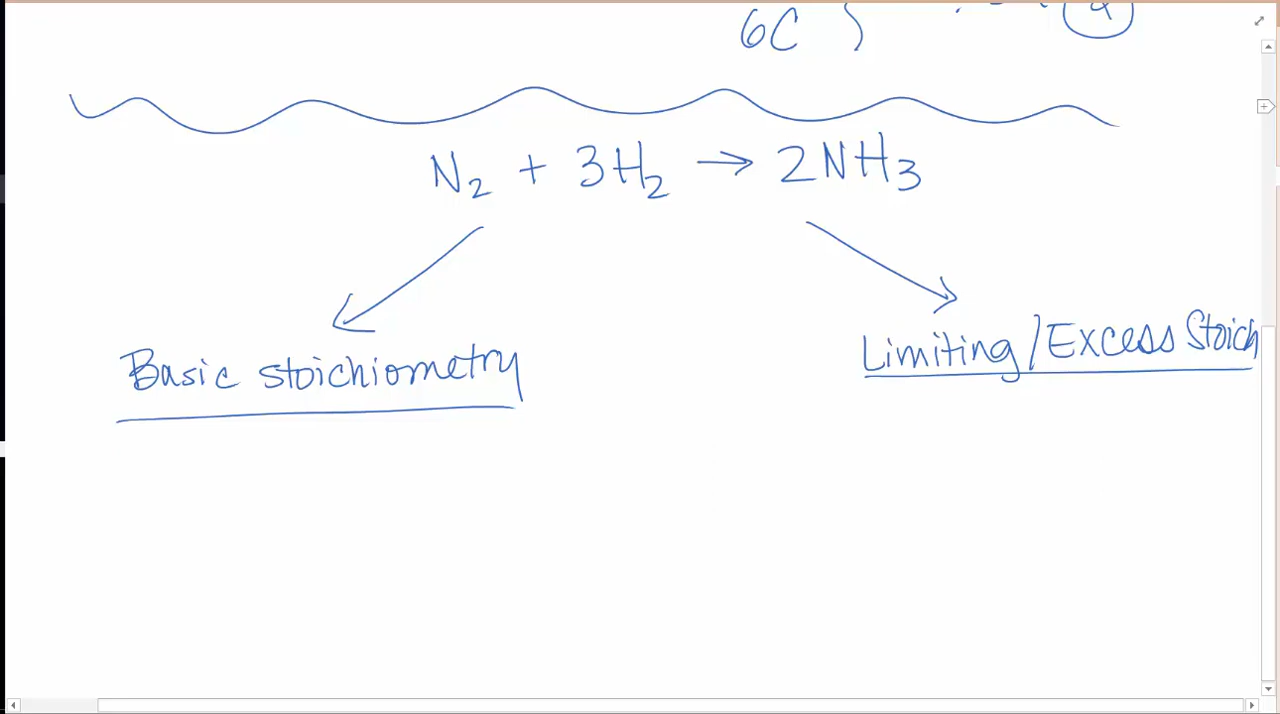 6C
N₂ + 3H₂ → 2NH₃
Basic stoichiometry
Limiting/Excess Stoich